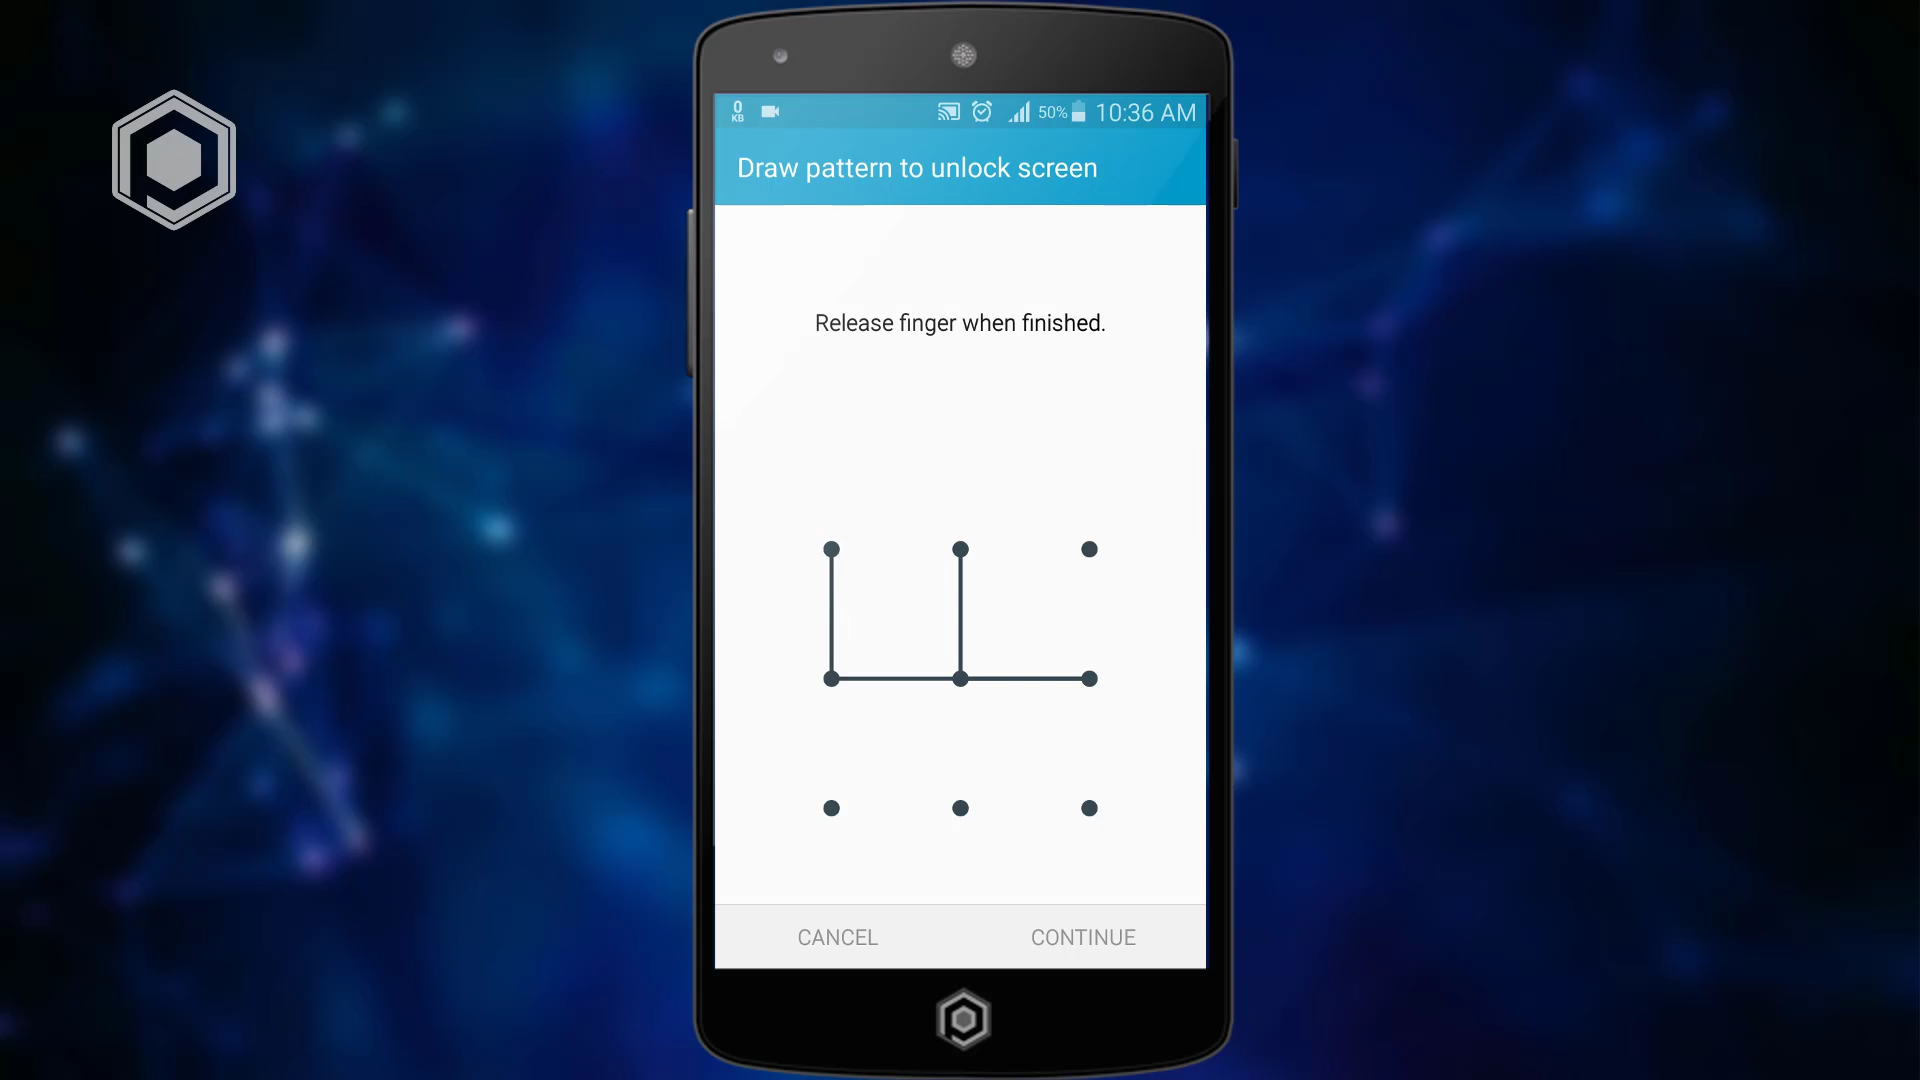 0
KB
50%
10:36 AM
Draw pattern to unlock screen
Release finger when finished.
CANCEL
CONTINUE